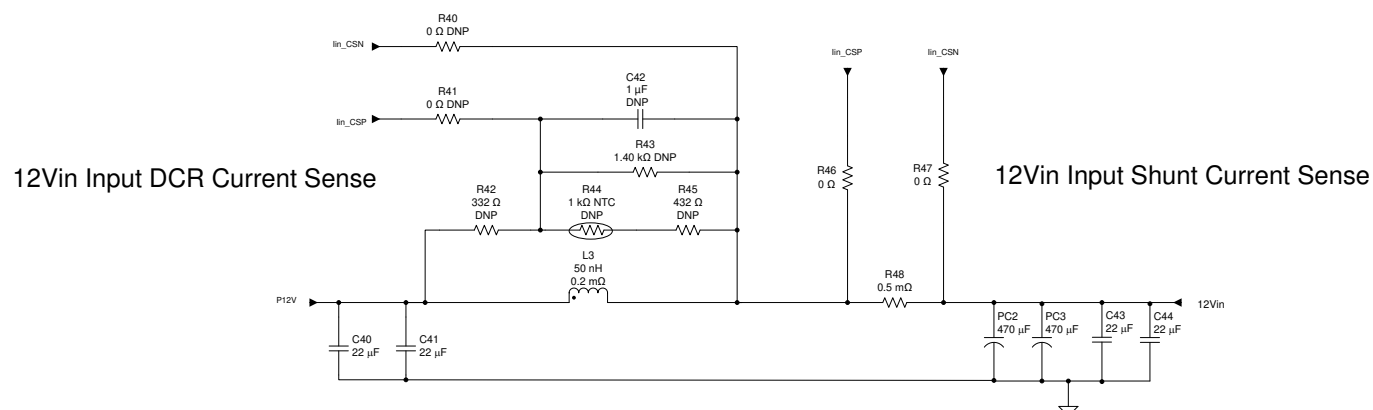 R40
0 Ω DNP
Iin_CSN
R41
0 Ω DNP
Iin_CSP
C42
1 µF
DNP
R43
1.40 kΩ DNP
R42
332 Ω
DNP
R44
1 kΩ NTC
DNP
R45
432 Ω
DNP
L3
50 nH
0.2 mΩ
12Vin Input DCR Current Sense
Iin_CSP
Iin_CSN
R46
0 Ω
R47
0 Ω
12Vin Input Shunt Current Sense
R48
0.5 mΩ
P12V
12Vin
C40
22 µF
C41
22 µF
PC2
470 µF
PC3
470 µF
C43
22 µF
C44
22 µF